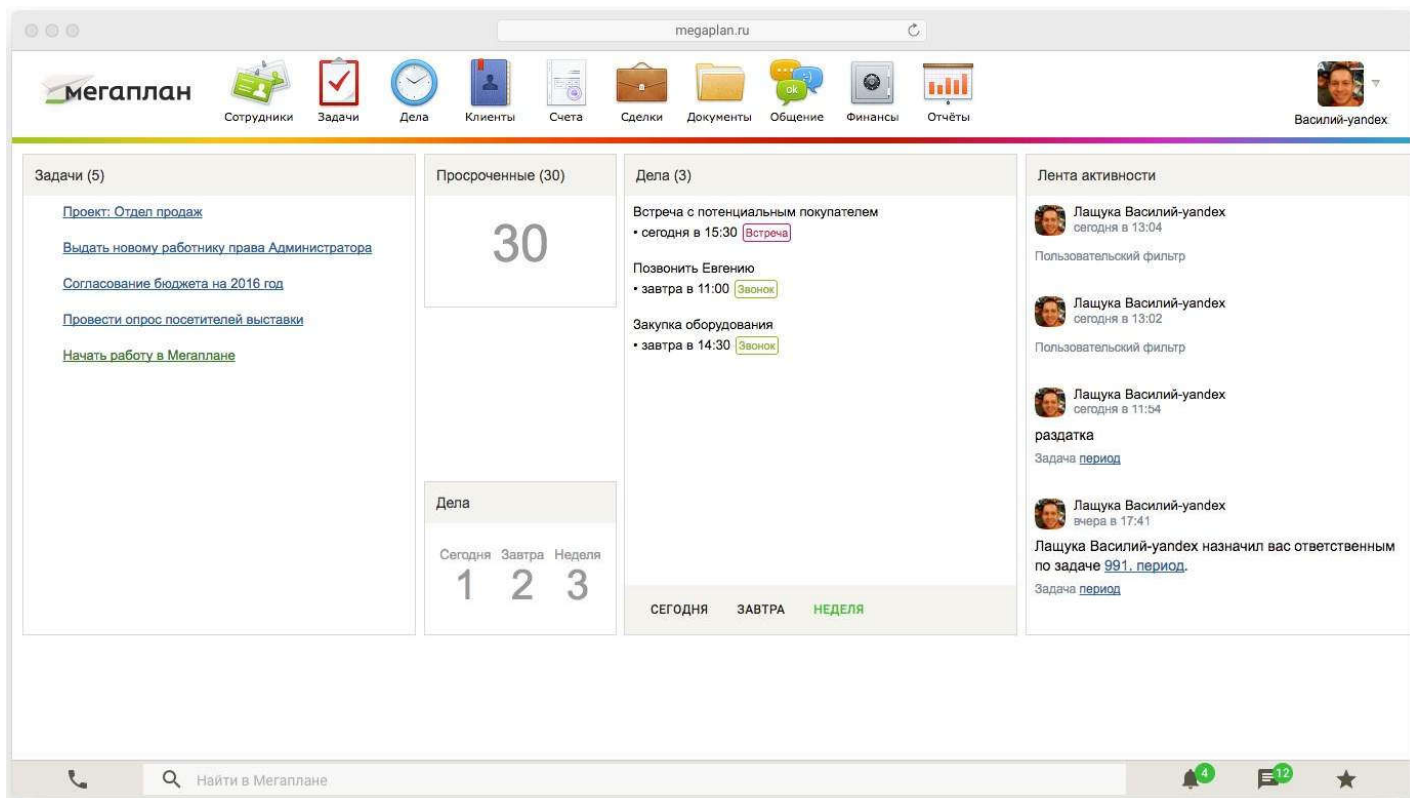 megaplan.ru
мегаплан
Сотрудники
Задачи
Дела
Клиенты
Счета
Сделки
Документы
Общение
ok
Финансы
Отчёты
Василий-yandex
Задачи (5)
Проект: Отдел продаж
Выдать новому работнику права Администратора
Согласование бюджета на 2016 год
Провести опрос посетителей выставки
Начать работу в Мегаплане
Просроченные (30)
30
Дела
Сегодня Завтра Неделя
1 2 3
Дела (3)
Встреча с потенциальным покупателем
• сегодня в 15:30 Встреча
Позвонить Евгению
• завтра в 11:00 Звонок
Закупка оборудования
• завтра в 14:30 Звонок
СЕГОДНЯ ЗАВТРА НЕДЕЛЯ
Лента активности
Лащука Василий-yandex
сегодня в 13:04
Пользовательский фильтр
Лащука Василий-yandex
сегодня в 13:02
Пользовательский фильтр
Лащука Василий-yandex
сегодня в 11:54
раздатка
Задача период
Лащука Василий-yandex
вчера в 17:41
Лащука Василий-yandex назначил вас ответственным
по задаче 991. период.
Задача период
Найти в Мегаплане
4
12